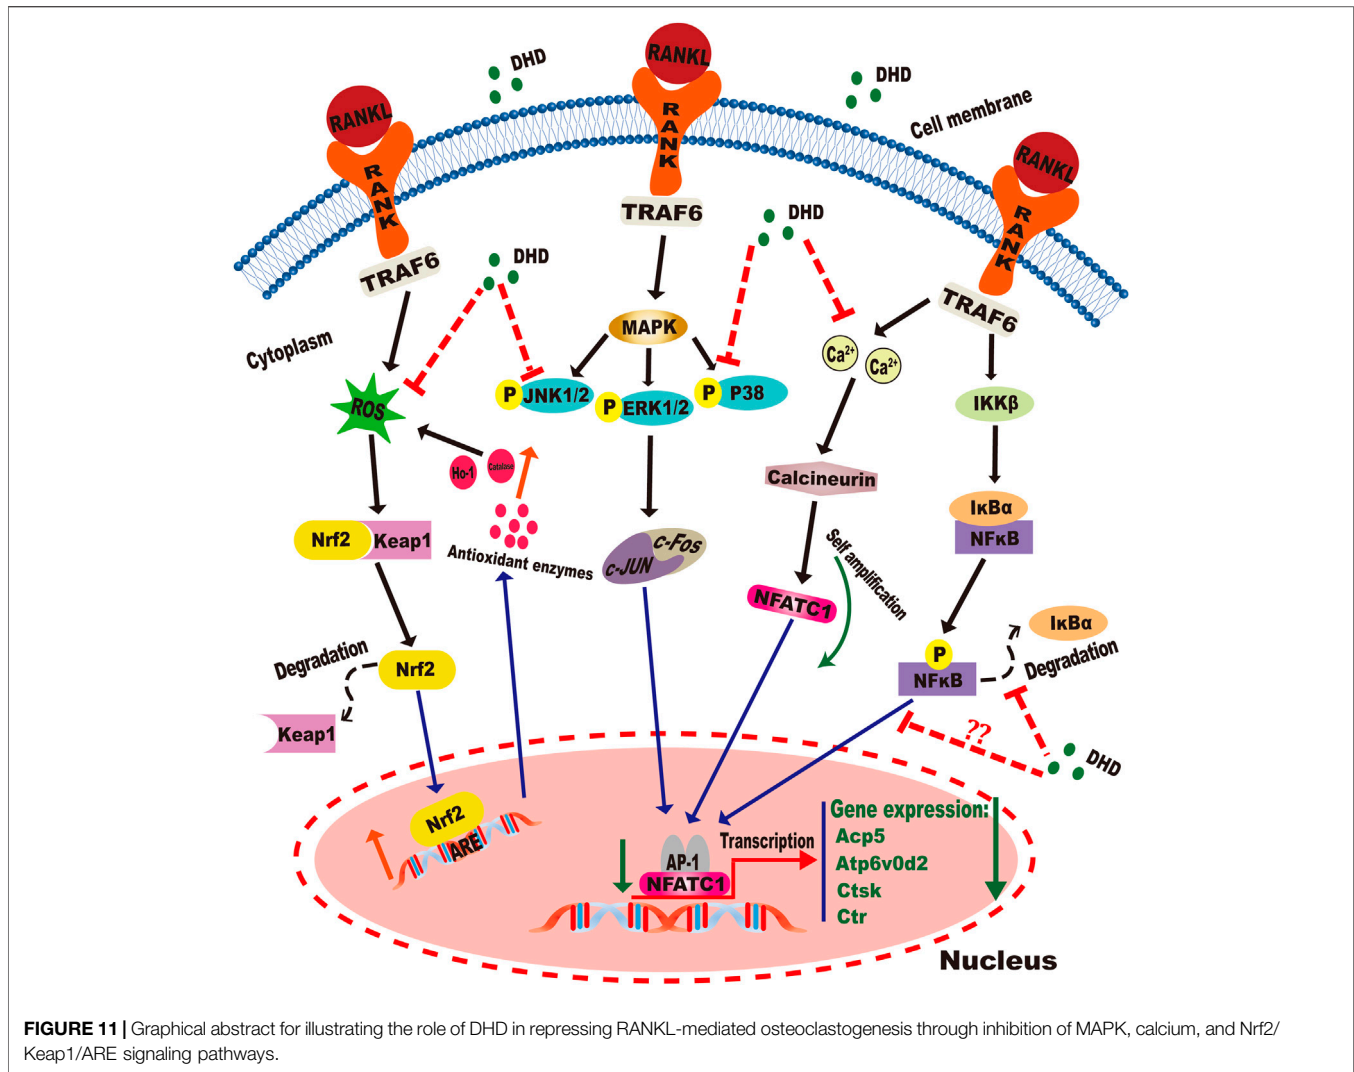 DHD
RANKL
DHD
RANKL
Cell membrane
RANKL
RANK
RANK
RANK
TRAF6
DHD
TRAF6
DHD
TRAF6
Cytoplasm
MAPK
Ca2+
Ca2+
ROS
P JNK1/2
P ERK1/2
P P38
IKKβ
Ho-1
Catalase
Calcineurin
IκBα
NFκB
Nrf2 Keap1
Antioxidant enzymes
c-JUN c-Fos
Self amplification
NFATC1
IκBα
Degradation
Nrf2
P
NFκB
Degradation
Keap1
??
DHD
Nrf2
ARE
AP-1
NFATC1
Transcription
Gene expression:
Acp5
Atp6v0d2
Ctsk
Ctr
Nucleus
FIGURE 11 | Graphical abstract for illustrating the role of DHD in repressing RANKL-mediated osteoclastogenesis through inhibition of MAPK, calcium, and Nrf2/
Keap1/ARE signaling pathways.